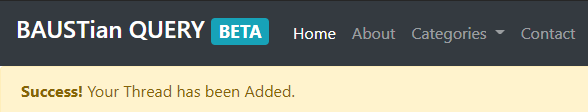 BAUSTian QUERY BETA Home About Categories Contact
Success! Your Thread has been Added.